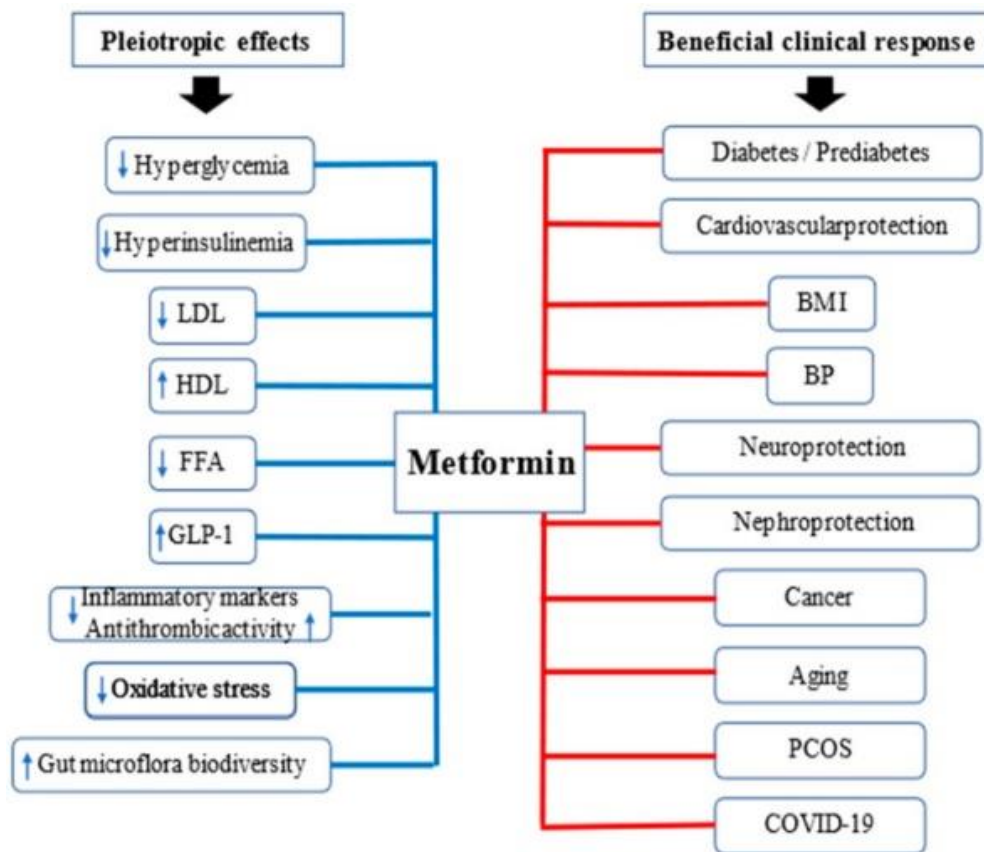 Pleiotropic effects
↓ Hyperglycemia
↓ Hyperinsulinemia
↓ LDL
↑ HDL
↓ FFA
↑ GLP-1
↓ Inflammatory markers
Antithrombicactivity ↑
↓ Oxidative stress
↑ Gut microflora biodiversity
Metformin
Beneficial clinical response
Diabetes / Prediabetes
Cardiovascularprotection
BMI
BP
Neuroprotection
Nephroprotection
Cancer
Aging
PCOS
COVID-19